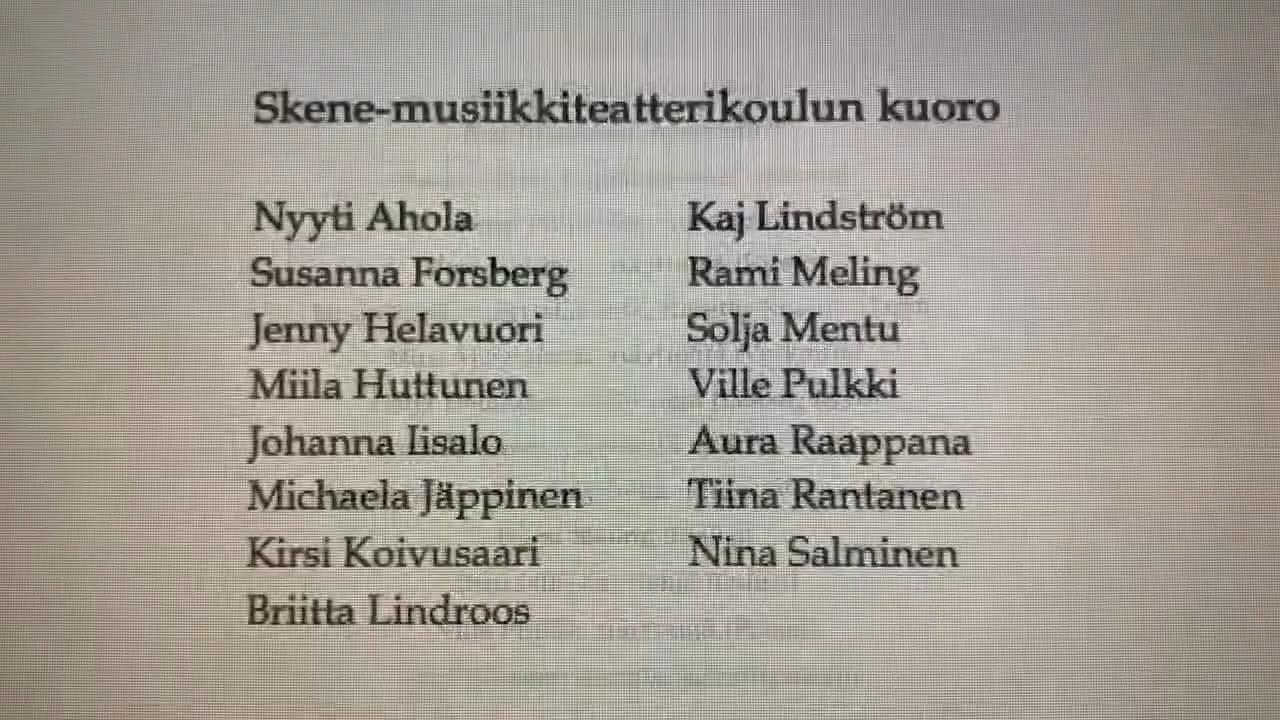 Skene-musiikkiteatterikoulun kuoro
Nyyti Ahola
Susanna Forsberg
Jenny Helavuori
Miila Huttunen
Johanna Iisalo
Michaela Jäppinen
Kirsi Koivusaari
Briitta Lindroos
Kaj Lindström
Rami Meling
Solja Mentu
Ville Pulkki
Aura Raappana
Tiina Rantanen
Nina Salminen